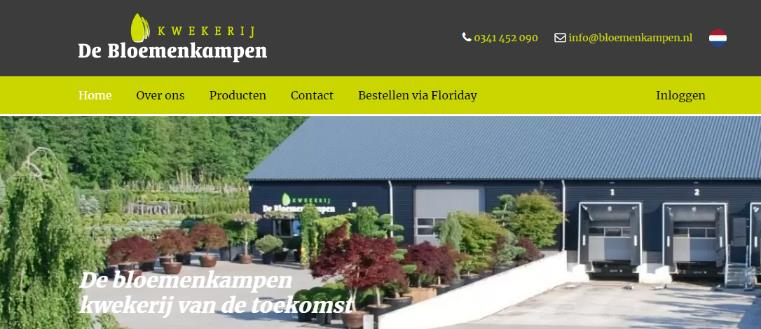 KWEKERIJ
De Bloemenkampen
0341 452 090
info@bloemenkampen.nl
Home
Over ons
Producten
Contact
Bestellen via Floriday
Inloggen
KWEKERIJ
De Bloemenkampen
1
2
De bloemenkampen
kwekerij van de toekomst